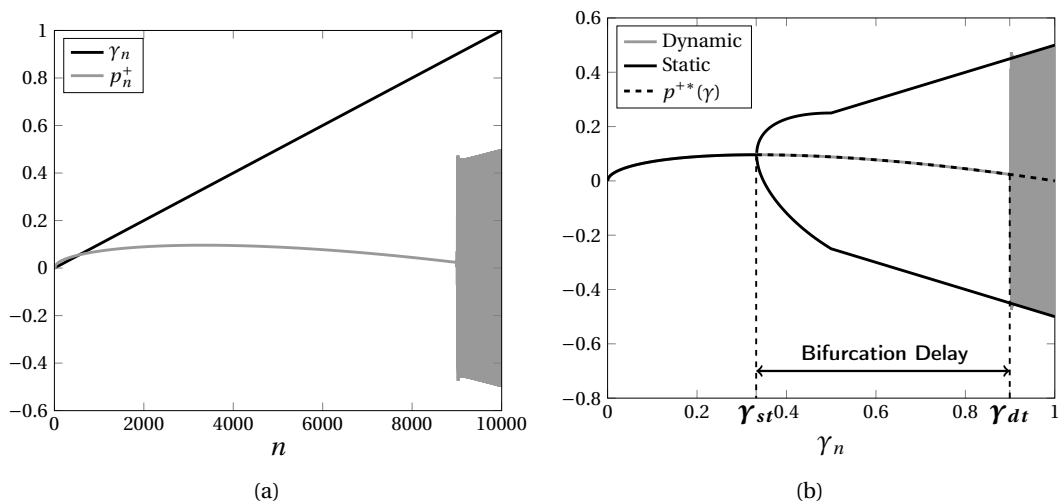 1
0.8
0.6
0.4
0.2
0
−0.2
−0.4
−0.6
0 2000 4000 6000 8000 10000
n
γn
pn+
(a)
0.6
0.4
0.2
0
−0.2
−0.4
−0.6
−0.8
Dynamic
Static
p+*(γ)
Bifurcation Delay
0 0.2 γst 0.4 0.6 0.8 γdt 1
γn
(b)